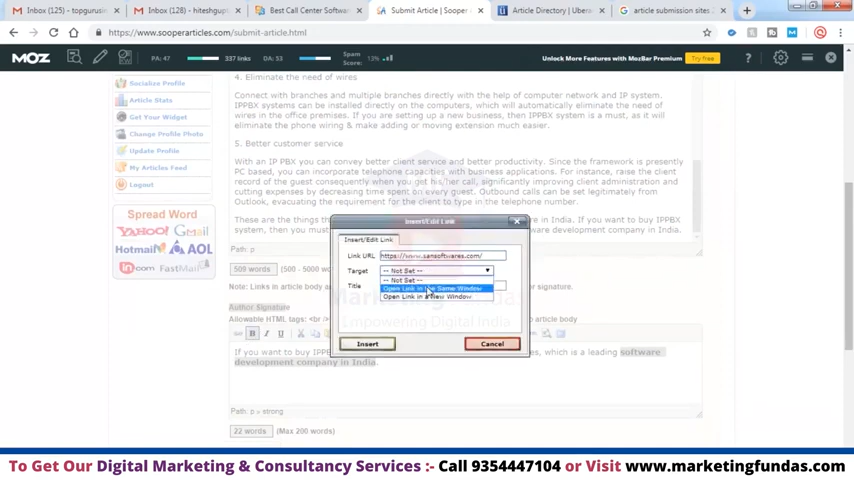 Inbox (125) - topgurusin
Inbox (128) - hiteshgupt
Best Call Center Softwar
Submit Article | Sooper
Article Directory | Uber
article submission sites 2
https://www.sooperarticles.com/submit-article.html
MOZ
PA: 47
337 links
DA: 53
Spam
Score:
13%
Unlock More Features with MozBar Premium
Try free
Socialize Profile
Article Stats
Get Your Widget
Change Profile Photo
Update Profile
My Articles Feed
Logout
Spread Word
YAHOO!
Gmail
Hotmail
AOL
in.com
FastMail
4. Eliminate the need of wires
Connect with branches and multiple branches directly with the help of computer network and IP system.
IPPBX systems can be installed directly on the computers, which will automatically eliminate the need of
wires in the office premises. If you are setting up a new business, then IPPBX system is a must, as it will
eliminate the phone wiring & make adding or moving extension much easier.
5. Better customer service
With an IP PBX you can convey better client service and better productivity. Since the framework is presently
PC based, you can incorporate telephone capacities with business applications. For instance, raise the client
record of the guest consequently when you get his/her call, significantly improving client administration and
cutting expenses by decreasing time spent on every guest. Outbound calls can be set legitimately from
Outlook, evacuating the requirement for the client to type in the telephone number.
These are the things
are in India. If you want to buy IPPBX
system, then you must
Path: p
500 words
(500 - 5000
Note: Links in article body an
or signature.
Insert/Edit Link
Insert/Edit Link
Link URL
https://www.sansoftwares.com/
Target
-- Not Set --
-- Not Set --
Open Link in the Same Window
Open Link in a New Window
Title
Insert
Cancel
Empowering Digital India
Author Signature
Allowable HTML tags: <br /
to article body
If you want to buy IPPB
es, which is a leading software
development company in India.
Path: p > strong
22 words
(Max 200 words)
To Get Our Digital Marketing & Consultancy Services :- Call 9354447104 or Visit www.marketingfundas.com